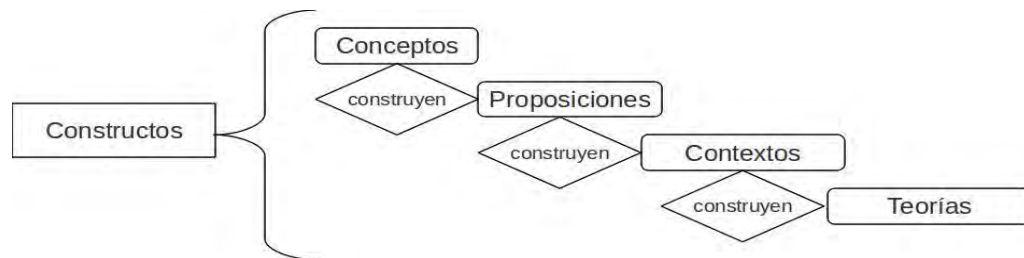 Conceptos
construyen
Proposiciones
Constructos
construyen
Contextos
construyen
Teorías